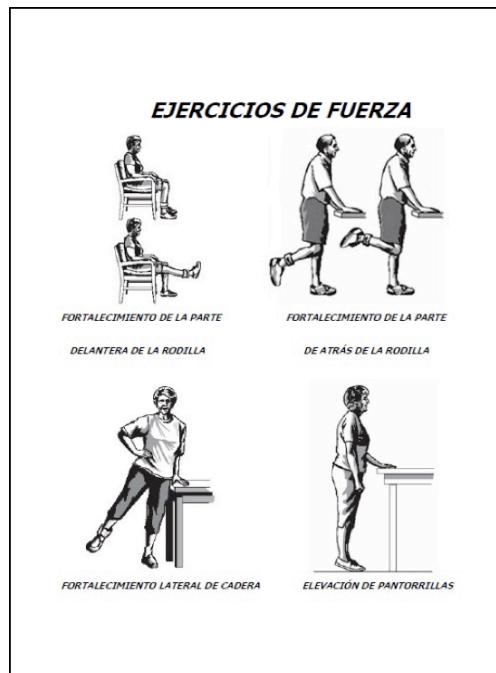 EJERCICIOS DE FUERZA
FORTALECIMIENTO DE LA PARTE
DELANTERA DE LA RODILLA
FORTALECIMIENTO DE LA PARTE
DE ATRÁS DE LA RODILLA
FORTALECIMIENTO LATERAL DE CADERA
ELEVACIÓN DE PANTORRILLAS